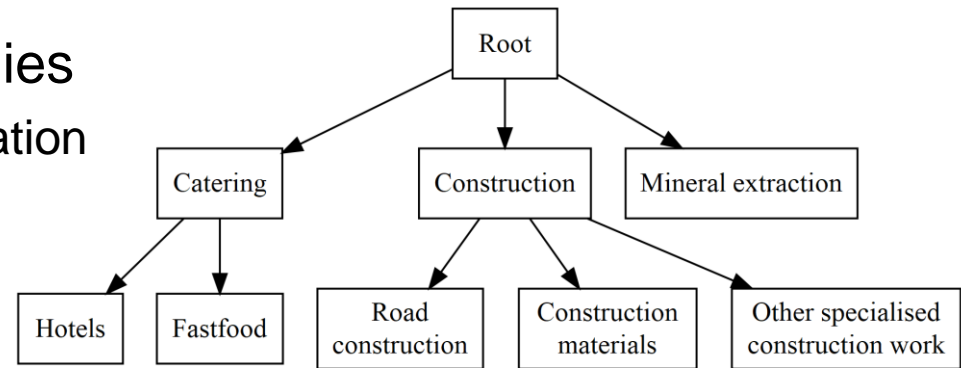 ies
ation
Root
Catering
Construction
Mineral extraction
Hotels
Fastfood
Road
construction
Construction
materials
Other specialised
construction work